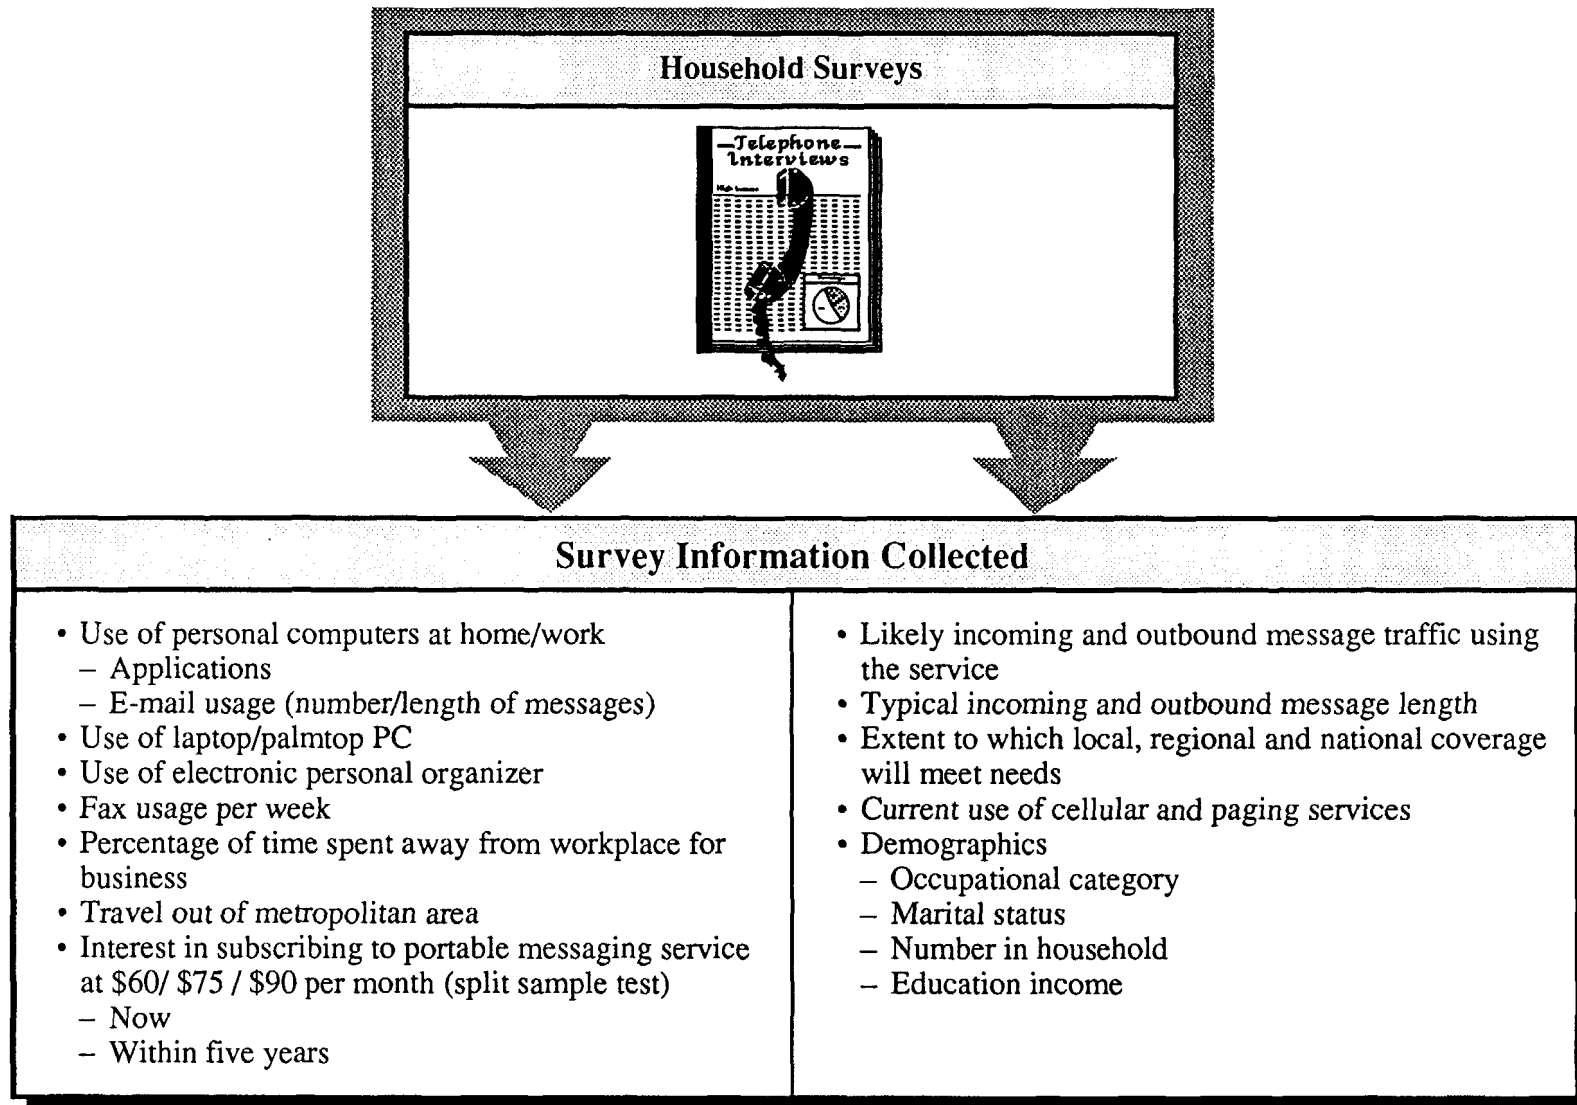 Household Surveys
Telephone
Interviews
Survey Information Collected
• Use of personal computers at home/work
– Applications
– E-mail usage (number/length of messages)
• Use of laptop/palmtop PC
• Use of electronic personal organizer
• Fax usage per week
• Percentage of time spent away from workplace for
business
• Travel out of metropolitan area
• Interest in subscribing to portable messaging service
at $60/ $75 / $90 per month (split sample test)
– Now
– Within five years
• Likely incoming and outbound message traffic using
the service
• Typical incoming and outbound message length
• Extent to which local, regional and national coverage
will meet needs
• Current use of cellular and paging services
• Demographics
– Occupational category
– Marital status
– Number in household
– Education income